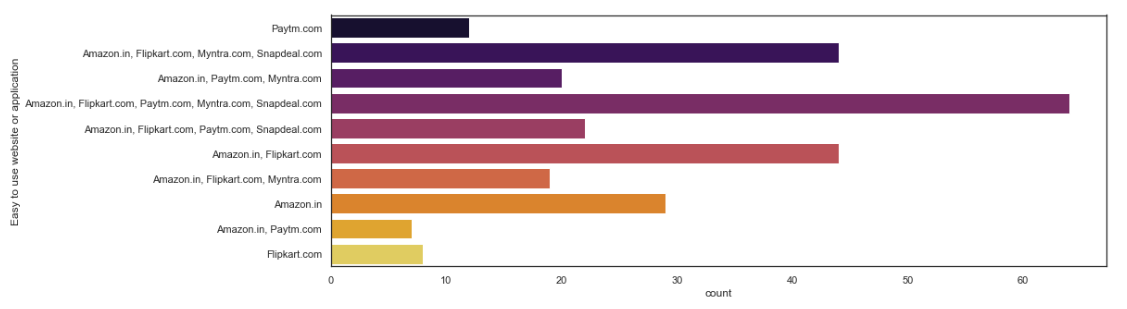 Easy to use website or application
Paytm.com
Amazon.in, Flipkart.com, Myntra.com, Snapdeal.com
Amazon.in, Paytm.com, Myntra.com
Amazon.in, Flipkart.com, Paytm.com, Myntra.com, Snapdeal.com
Amazon.in, Flipkart.com, Paytm.com, Snapdeal.com
Amazon.in, Flipkart.com
Amazon.in, Flipkart.com, Myntra.com
Amazon.in
Amazon.in, Paytm.com
Flipkart.com
0 10 20 30 40 50 60
count